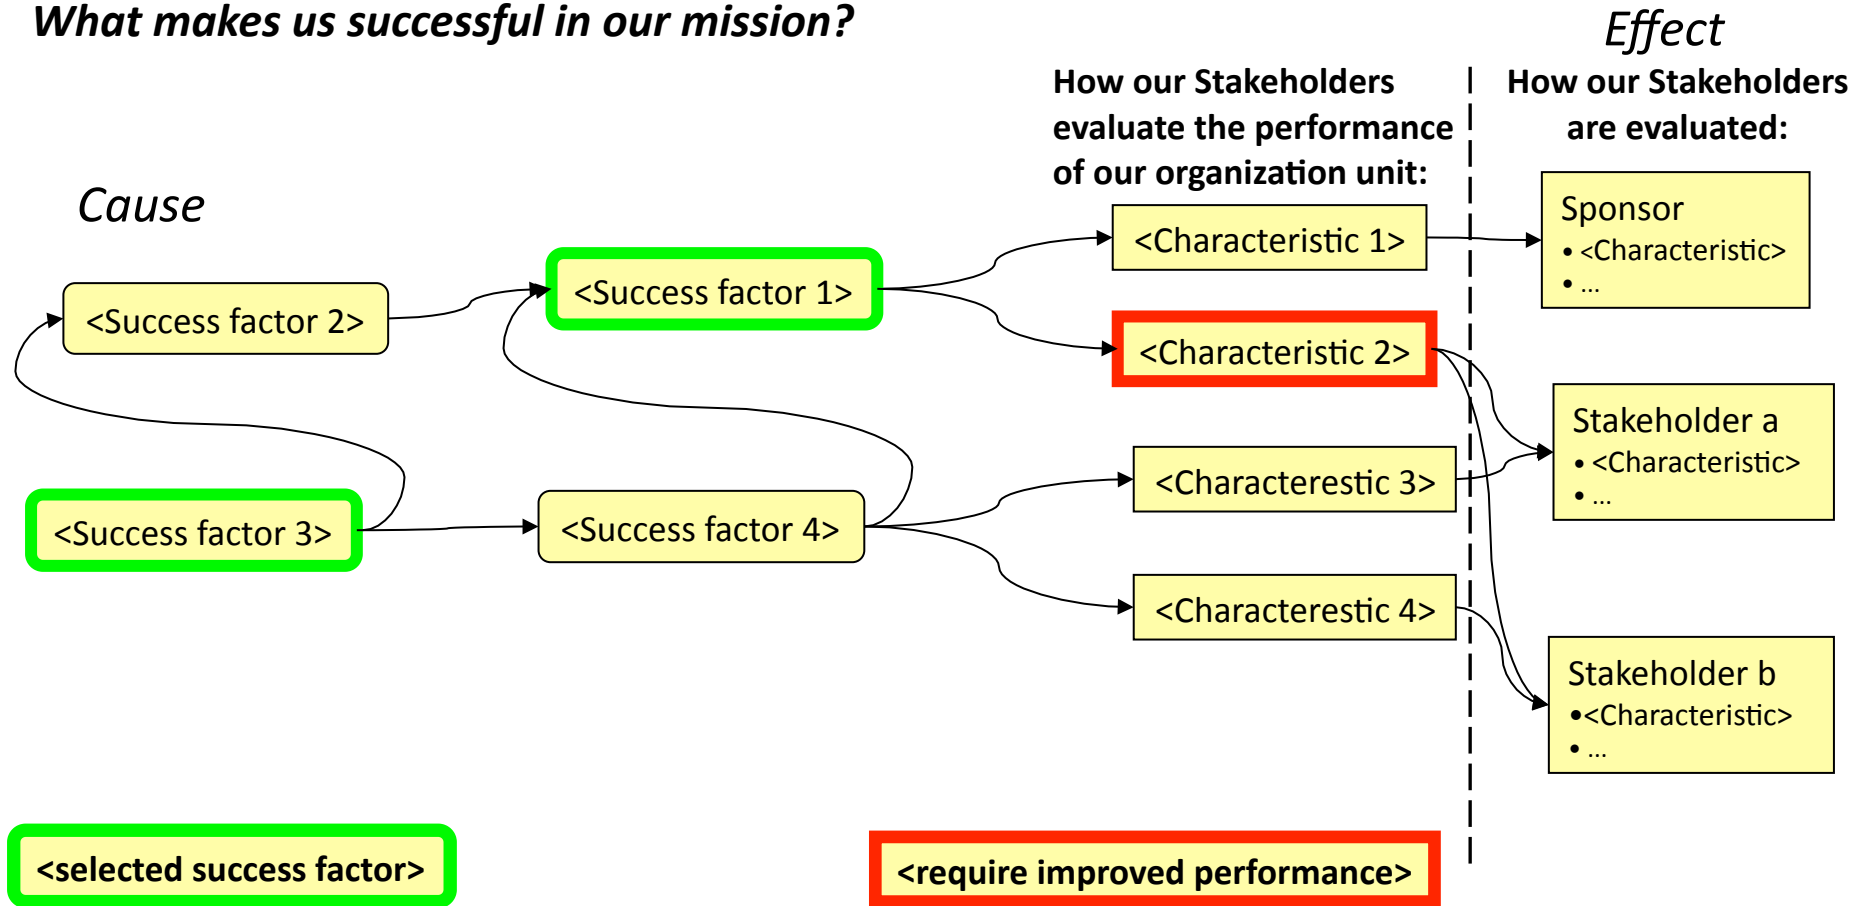 What makes us successful in our mission?
Effect
How our Stakeholders
evaluate the performance
of our organization unit:
How our Stakeholders
are evaluated:
Cause
<Success factor 2>
<Success factor 1>
<Success factor 3>
<Success factor 4>
<Characteristic 1>
<Characteristic 2>
<Characterestic 3>
<Characterestic 4>
Sponsor
• <Characteristic>
• ...
Stakeholder a
• <Characteristic>
• ...
Stakeholder b
•<Characteristic>
• ...
<selected success factor>
<require improved performance>